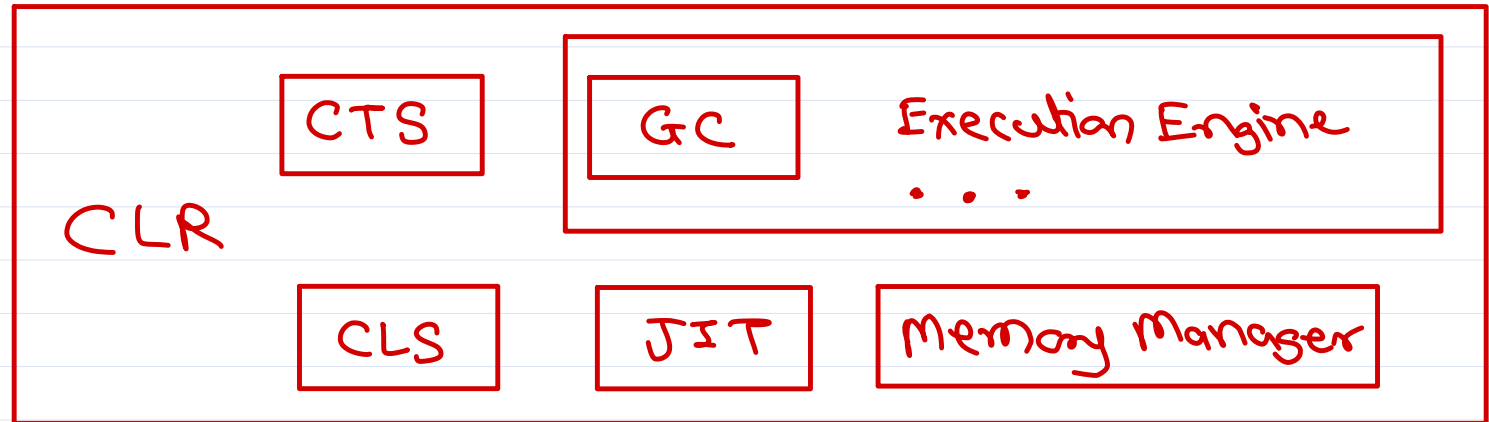 CTS
GC
Execution Engine
...
CLR
CLS
JIT
Memory Manager